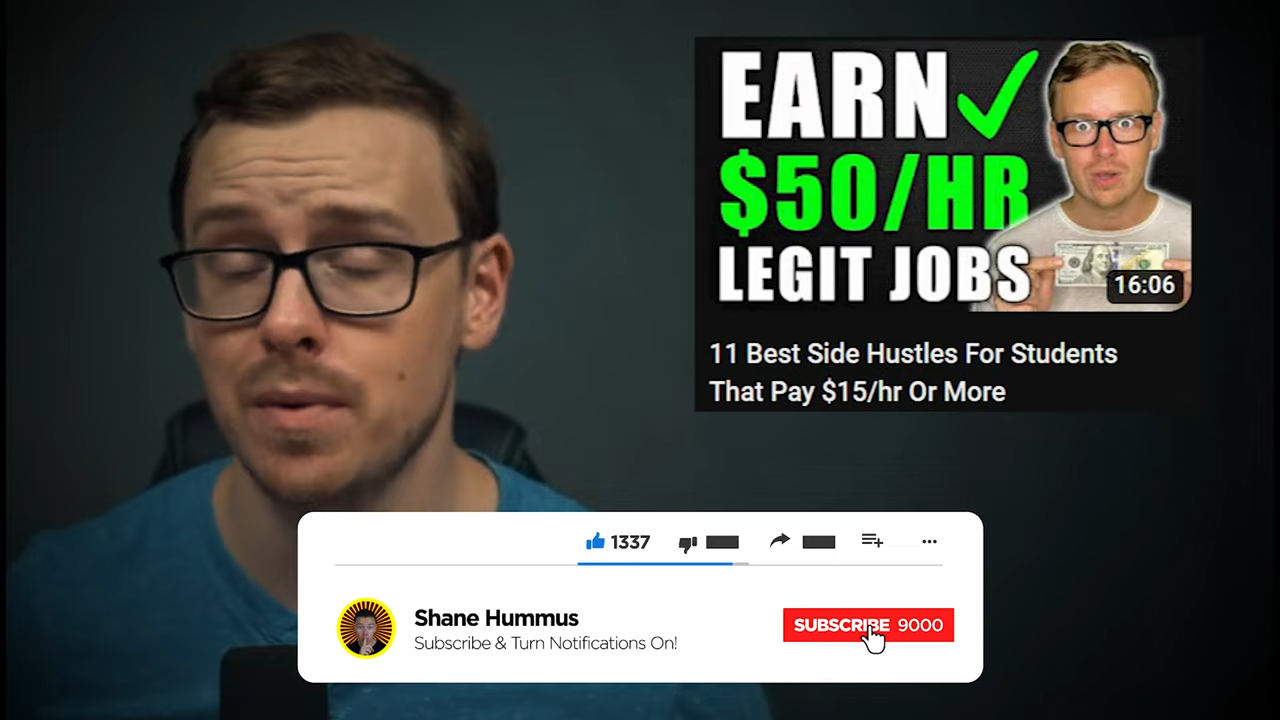 EARN
$50/HR
LEGIT JOBS
16:06
11 Best Side Hustles For Students
That Pay $15/hr Or More
1337
Shane Hummus
SUBSCRIBE 9000
Subscribe & Turn Notifications On!